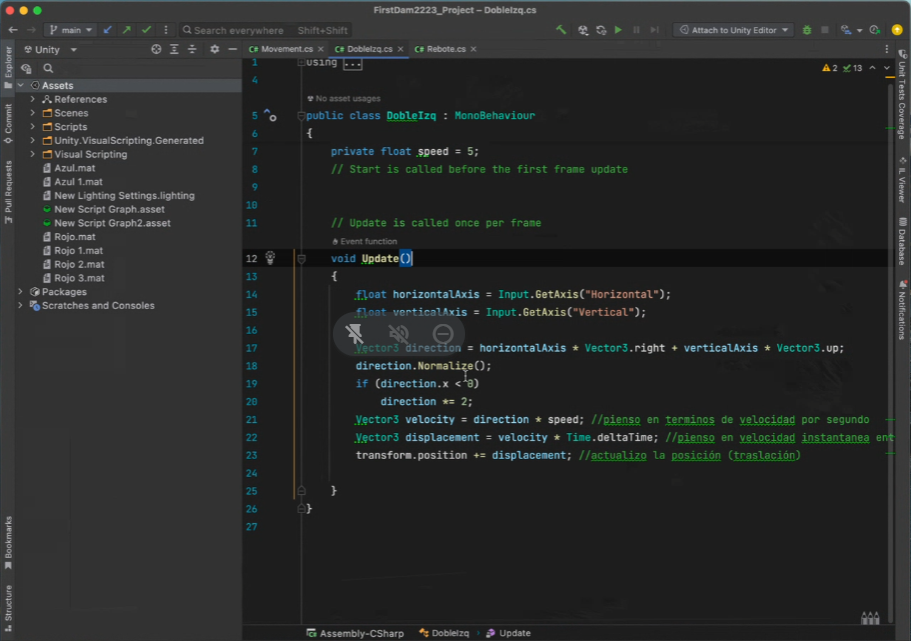 FirstDam2223_Project – DobleIzq.cs
main
Search everywhere Shift+Shift
Attach to Unity Editor
Explorer
Commit
Pull Requests
Bookmarks
Structure
Unity
Assets
References
Scenes
Scripts
Unity.VisualScripting.Generated
Visual Scripting
Azul.mat
Azul 1.mat
New Lighting Settings.lighting
New Script Graph.asset
New Script Graph2.asset
Rojo.mat
Rojo 1.mat
Rojo 2.mat
Rojo 3.mat
Packages
Scratches and Consoles
C# Movement.cs × C# DobleIzq.cs × C# Rebote.cs ×
2 13
1 using ...
4
No asset usages
5 public class DobleIzq : MonoBehaviour
6 {
7 private float speed = 5;
8 // Start is called before the first frame update
9
10
11 // Update is called once per frame
Event function
12 void Update()
13 {
14 float horizontalAxis = Input.GetAxis("Horizontal");
15 float verticalAxis = Input.GetAxis("Vertical");
16
17 Vector3 direction = horizontalAxis * Vector3.right + verticalAxis * Vector3.up;
18 direction.Normalize();
19 if (direction.x < 0)
20 direction *= 2;
21 Vector3 velocity = direction * speed; //pienso en terminos de velocidad por segundo
22 Vector3 displacement = velocity * Time.deltaTime; //pienso en velocidad instantanea ent
23 transform.position += displacement; //actualizo la posición (traslación)
24
25 }
26 }
27
Unit Tests Coverage
IL Viewer
Database
Notifications
Assembly-CSharp DobleIzq Update